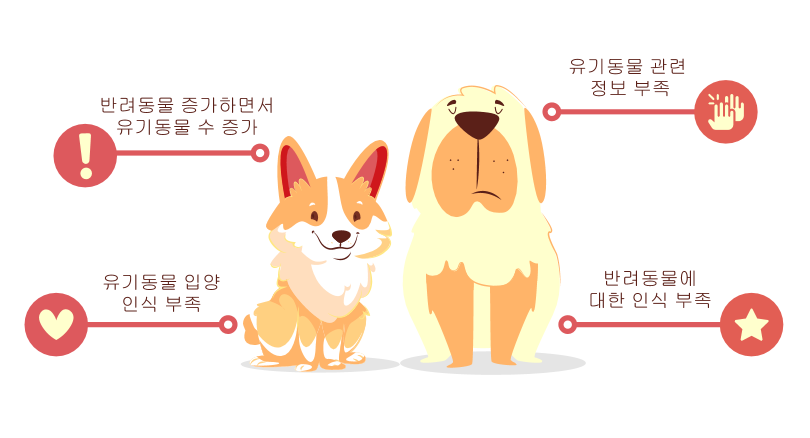 반려동물 증가하면서
유기동물 수 증가
유기동물 관련
정보 부족
유기동물 입양
인식 부족
반려동물에
대한 인식 부족